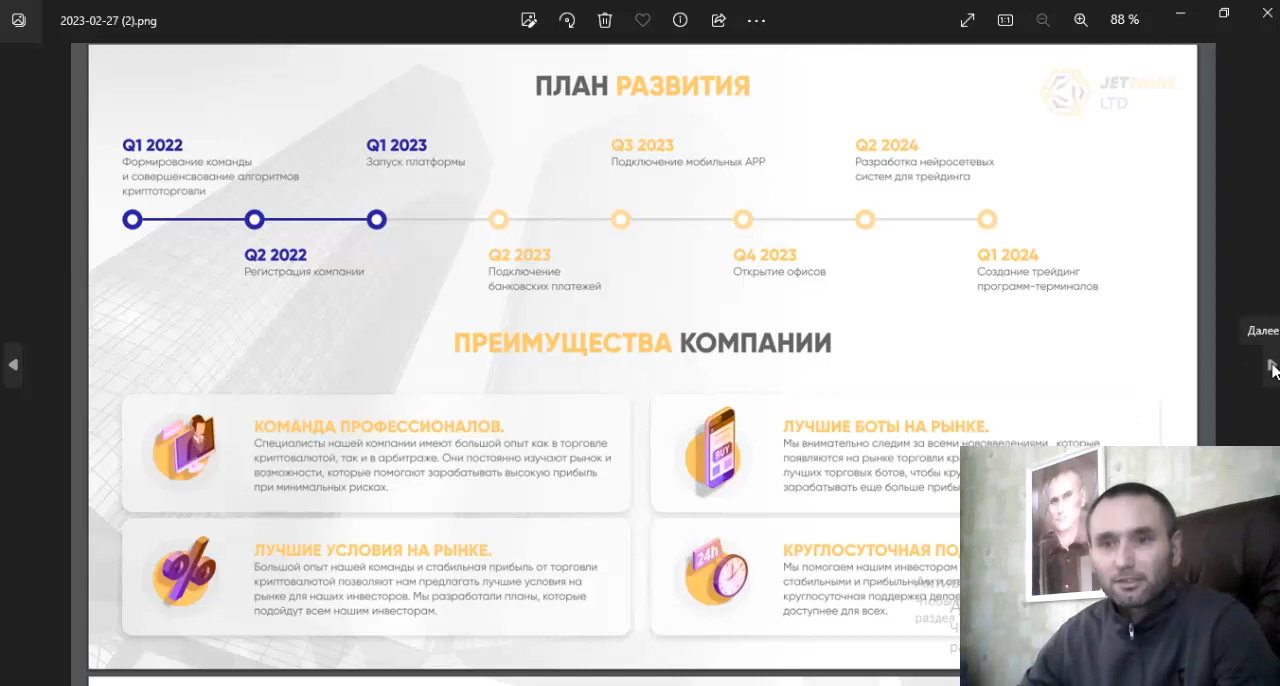 2023-02-27 (2).png
88 %
ПЛАН РАЗВИТИЯ
LTD
Q1 2022
Формирование команды
и совершенсвование алгоритмов
криптоторговли
Q1 2023
Запуск платформы
Q3 2023
Подключение мобильных APP
Q2 2024
Разработка нейросетевых
систем для трейдинга
Q2 2022
Регистрация компании
Q2 2023
Подключение
банковских платежей
Q4 2023
Открытие офисов
Q1 2024
Создание трейдинг
програм-терминалов
Далее
ПРЕИМУЩЕСТВА КОМПАНИИ
КОМАНДА ПРОФЕССИОНАЛОВ.
Специалисты нашей компании имеют большой опыт как в торговле
криптовалютой, так и в арбитраже. Они постоянно изучают рынок и
возможности, которые помогают зарабатывать высокую прибыль
при минимальных рисках.
BUY
ЛУЧШИЕ БОТЫ НА РЫНКЕ.
Мы внимательно следим за всеми нововведениями, которые
появляются на рынке торговли
лучших торговых ботов, чтобы
зарабатывать еще больше
ЛУЧШИЕ УСЛОВИЯ НА РЫНКЕ.
Большой опыт нашей команды и стабильная прибыль от торговли
криптовалютой позволяют нам предлагать лучшие условия на
рынке для наших инвесторов. Мы разработали планы, которые
подойдут всем нашим инвесторам.
24h
КРУГЛОСУТОЧНАЯ
Мы помогаем нашим инвесторам
стабильными и
круглосуточная поддержка
доступнее для всех.
раздел